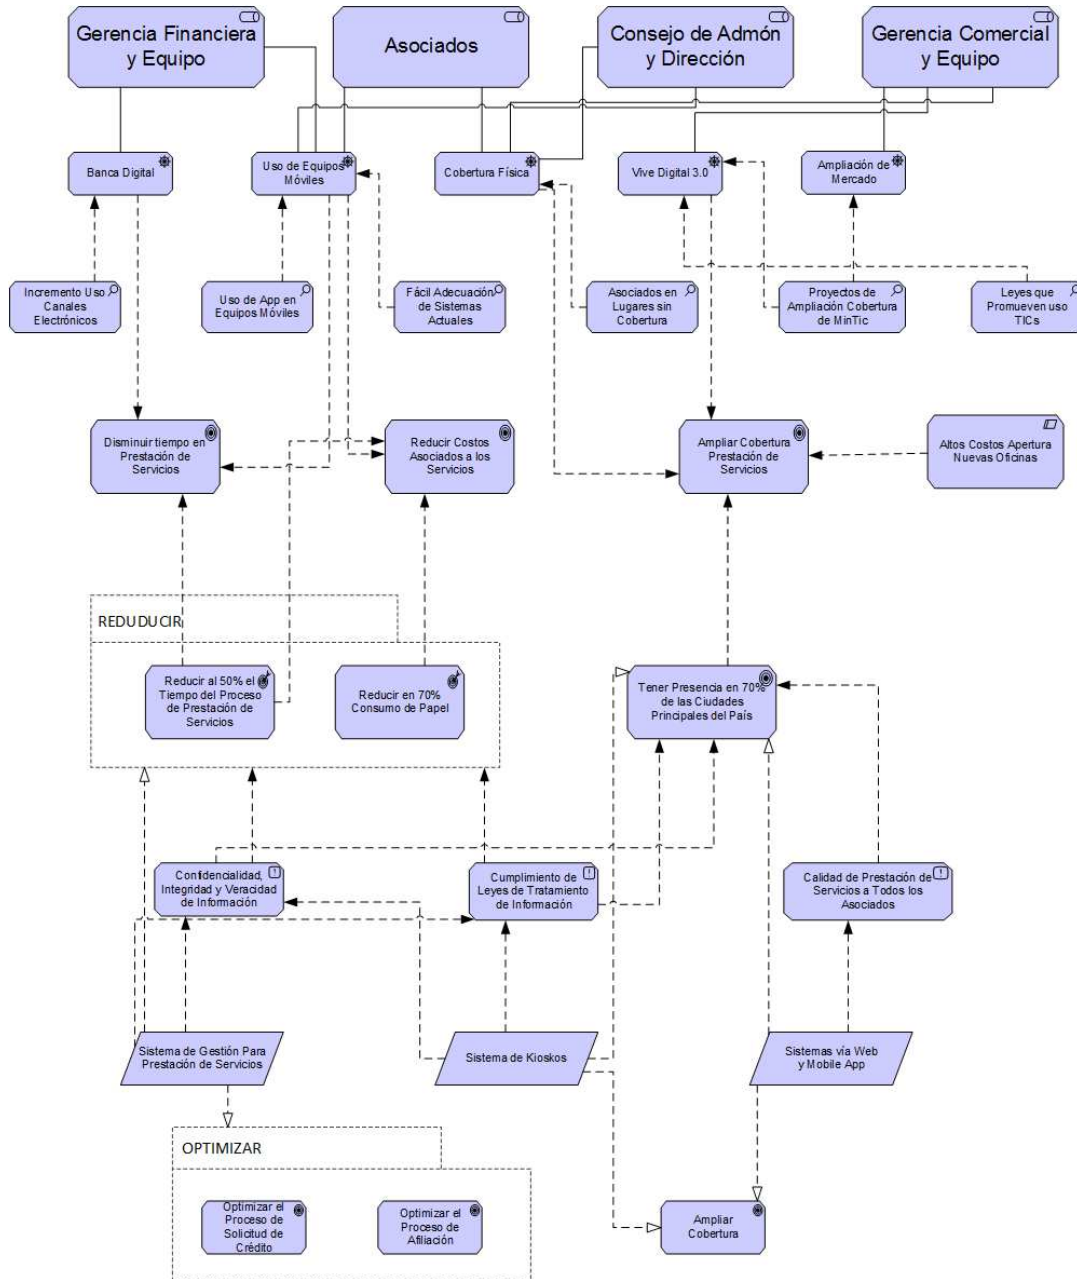 Gerencia Financiera
y Equipo
Asociados
Consejo de Admón
y Dirección
Gerencia Comercial
y Equipo
Banca Digital
Uso de Equipos
Móviles
Cobertura Física
Vive Digital 3.0
Ampliación de
Mercado
Incremento Uso
Canales
Electrónicos
Uso de App en
Equipos Móviles
Fácil Adecuación
de Sistemas
Actuales
Asociados en
Lugares sin
Cobertura
Proyectos de
Ampliación Cobertura
de MinTic
Leyes que
Promueven uso
TICs
Disminuir tiempo en
Prestación de
Servicios
Reducir Costos
Asociados a los
Servicios
Ampliar Cobertura
Prestación de
Servicios
Altos Costos Apertura
Nuevas Oficinas
REDUDUCIR
Reducir al 50% el
Tiempo del Proceso
de Prestación de
Servicios
Reducir en 70%
Consumo de Papel
Tener Presencia en 70%
de las Ciudades
Principales del País
Confidencialidad,
Integridad y Veracidad
de Información
Cumplimiento de
Leyes de Tratamiento
de Información
Calidad de Prestación de
Servicios a Todos los
Asociados
Sistema de Gestión Para
Prestación de Servicios
Sistema de Kioskos
Sistemas vía Web
y Mobile App
OPTIMIZAR
Optimizar el
Proceso de
Solicitud de
Crédito
Optimizar el
Proceso de
Afiliación
Ampliar
Cobertura